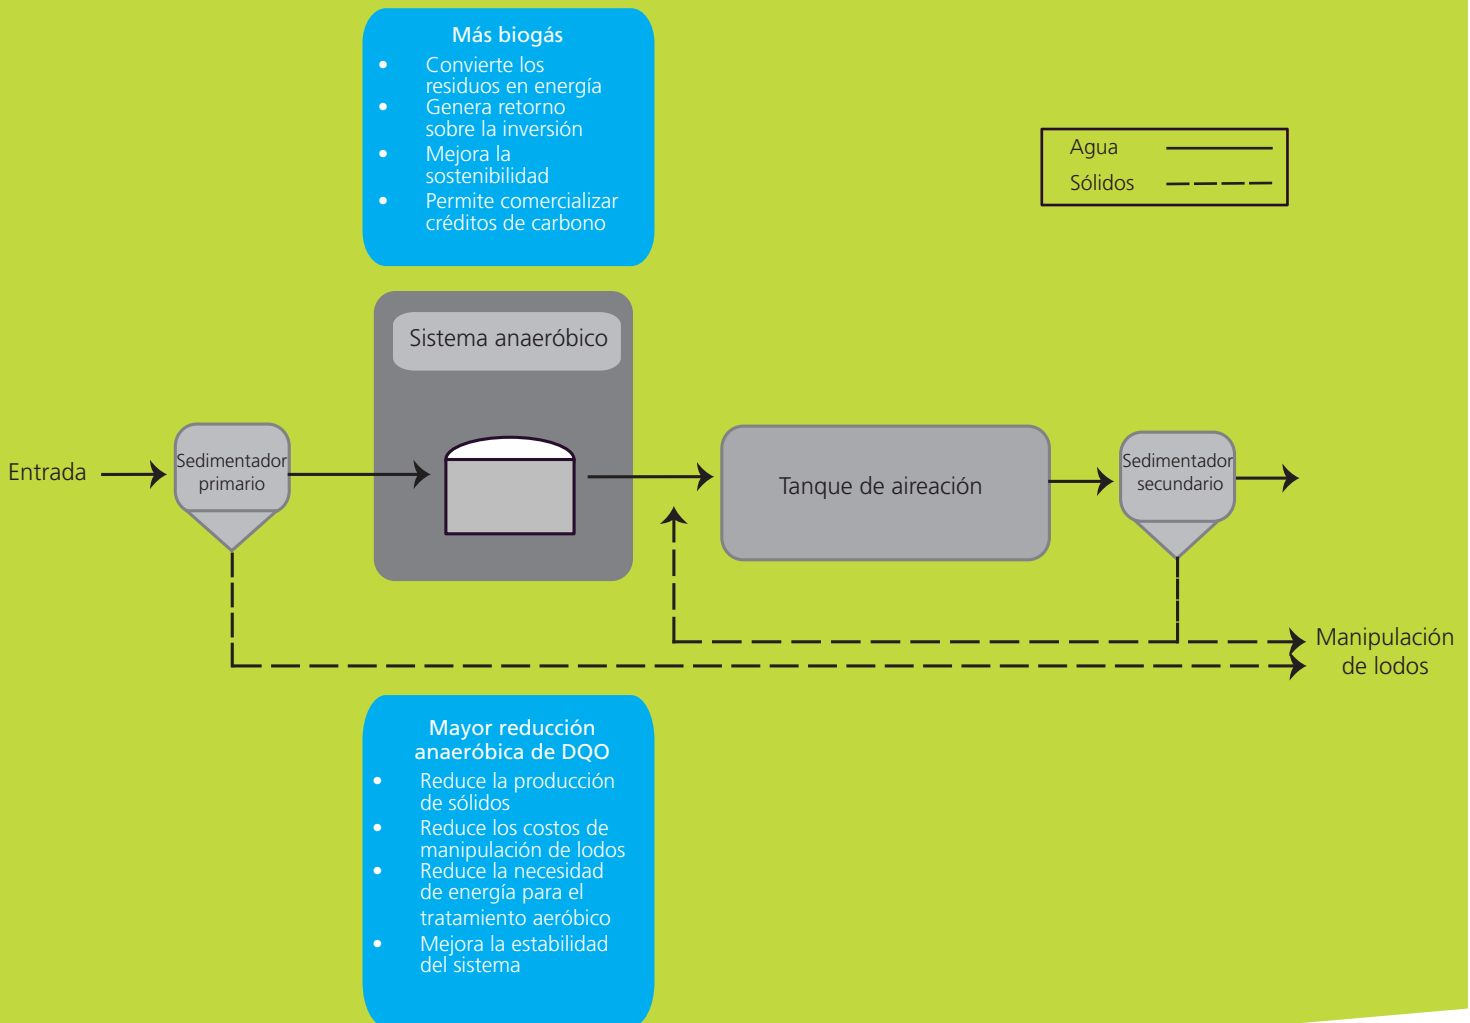 Más biogás
• Convierte los
residuos en energía
• Genera retorno
sobre la inversión
• Mejora la
sostenibilidad
• Permite comercializar
créditos de carbono
Agua
Sólidos
Sistema anaeróbico
Entrada
Sedimentador
primario
Tanque de aireación
Sedimentador
secundario
Manipulación
de lodos
Mayor reducción
anaeróbica de DQO
• Reduce la producción
de sólidos
• Reduce los costos de
manipulación de lodos
• Reduce la necesidad
de energía para el
tratamiento aeróbico
• Mejora la estabilidad
del sistema